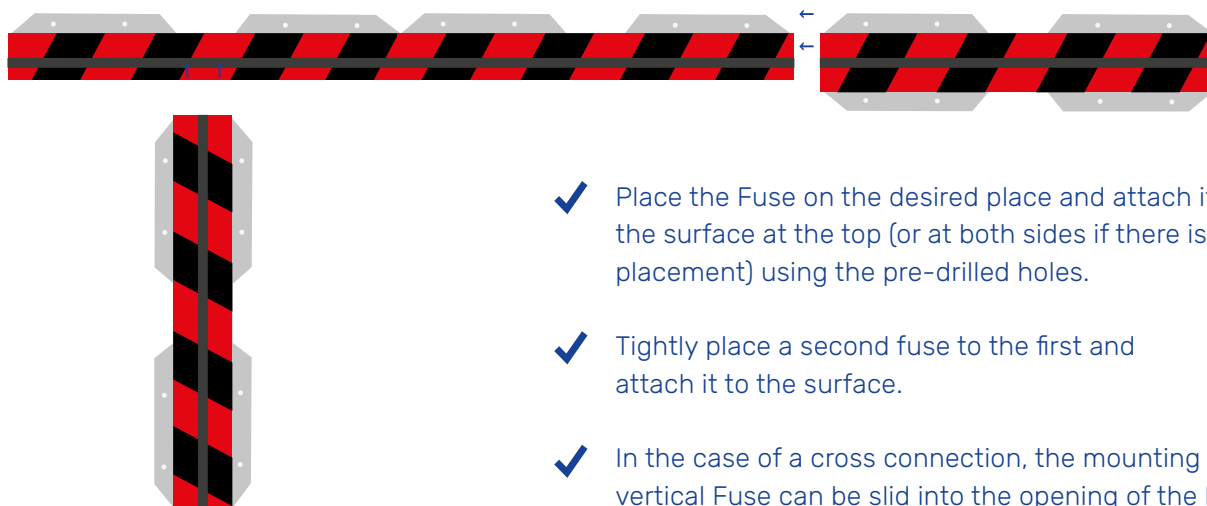 Place the Fuse on the desired place and attach
the surface at the top (or at both sides if there is
placement) using the pre-drilled holes.
Tightly place a second fuse to the first and
attach it to the surface.
In the case of a cross connection, the mounting
vertical Fuse can be slid into the opening of the